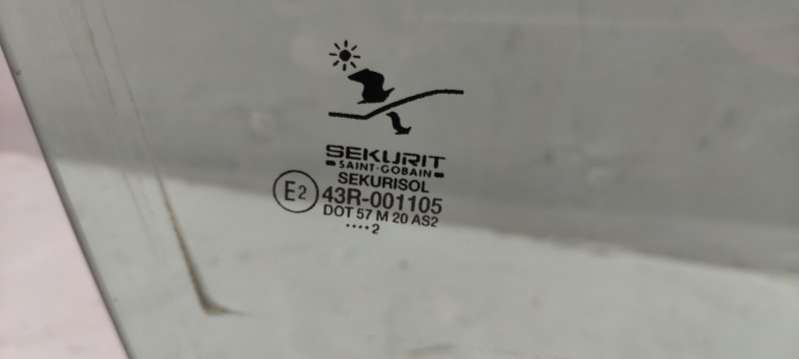 SEKURIT
SAINT-GOBAIN
SEKURISOL
E2 43R-001105
DOT 57 M 20 AS2
····2